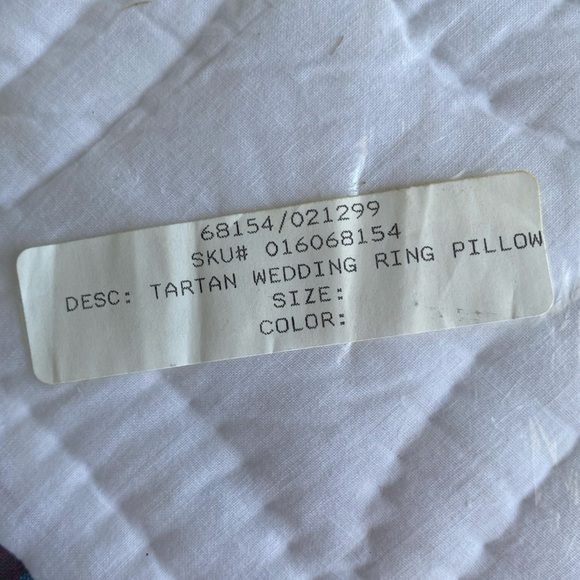 68154/021299
SKU# 016068154
DESC: TARTAN WEDDING RING PILLOW
SIZE:
COLOR: